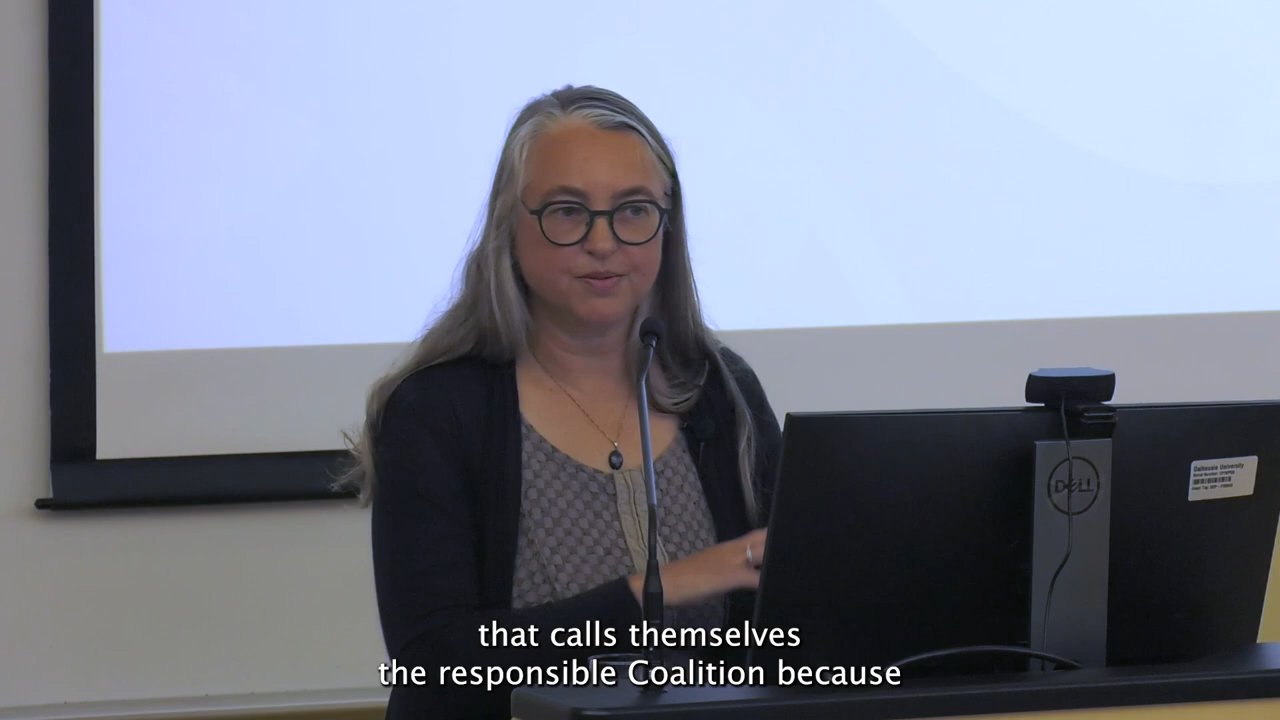 DELL
Dalhousie University
that calls themselves
the responsible Coalition because